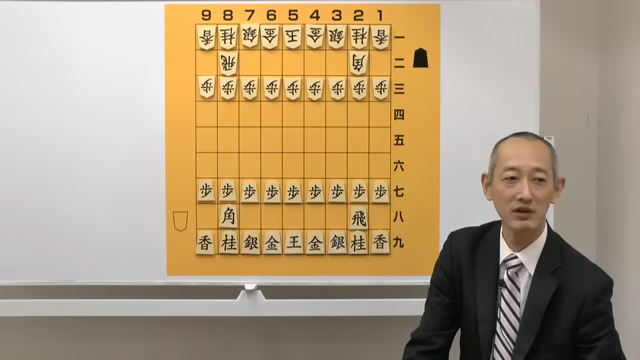 9 8 7 6 5 4 3 2 1
香 桂 銀 金 王 金 銀 桂 香 一
飛 角 二
歩 歩 歩 歩 歩 歩 歩 歩 歩 三
四
五
六
歩 歩 歩 歩 歩 歩 歩 歩 歩 七
角 飛 八
香 桂 銀 金 王 金 銀 桂 香 九